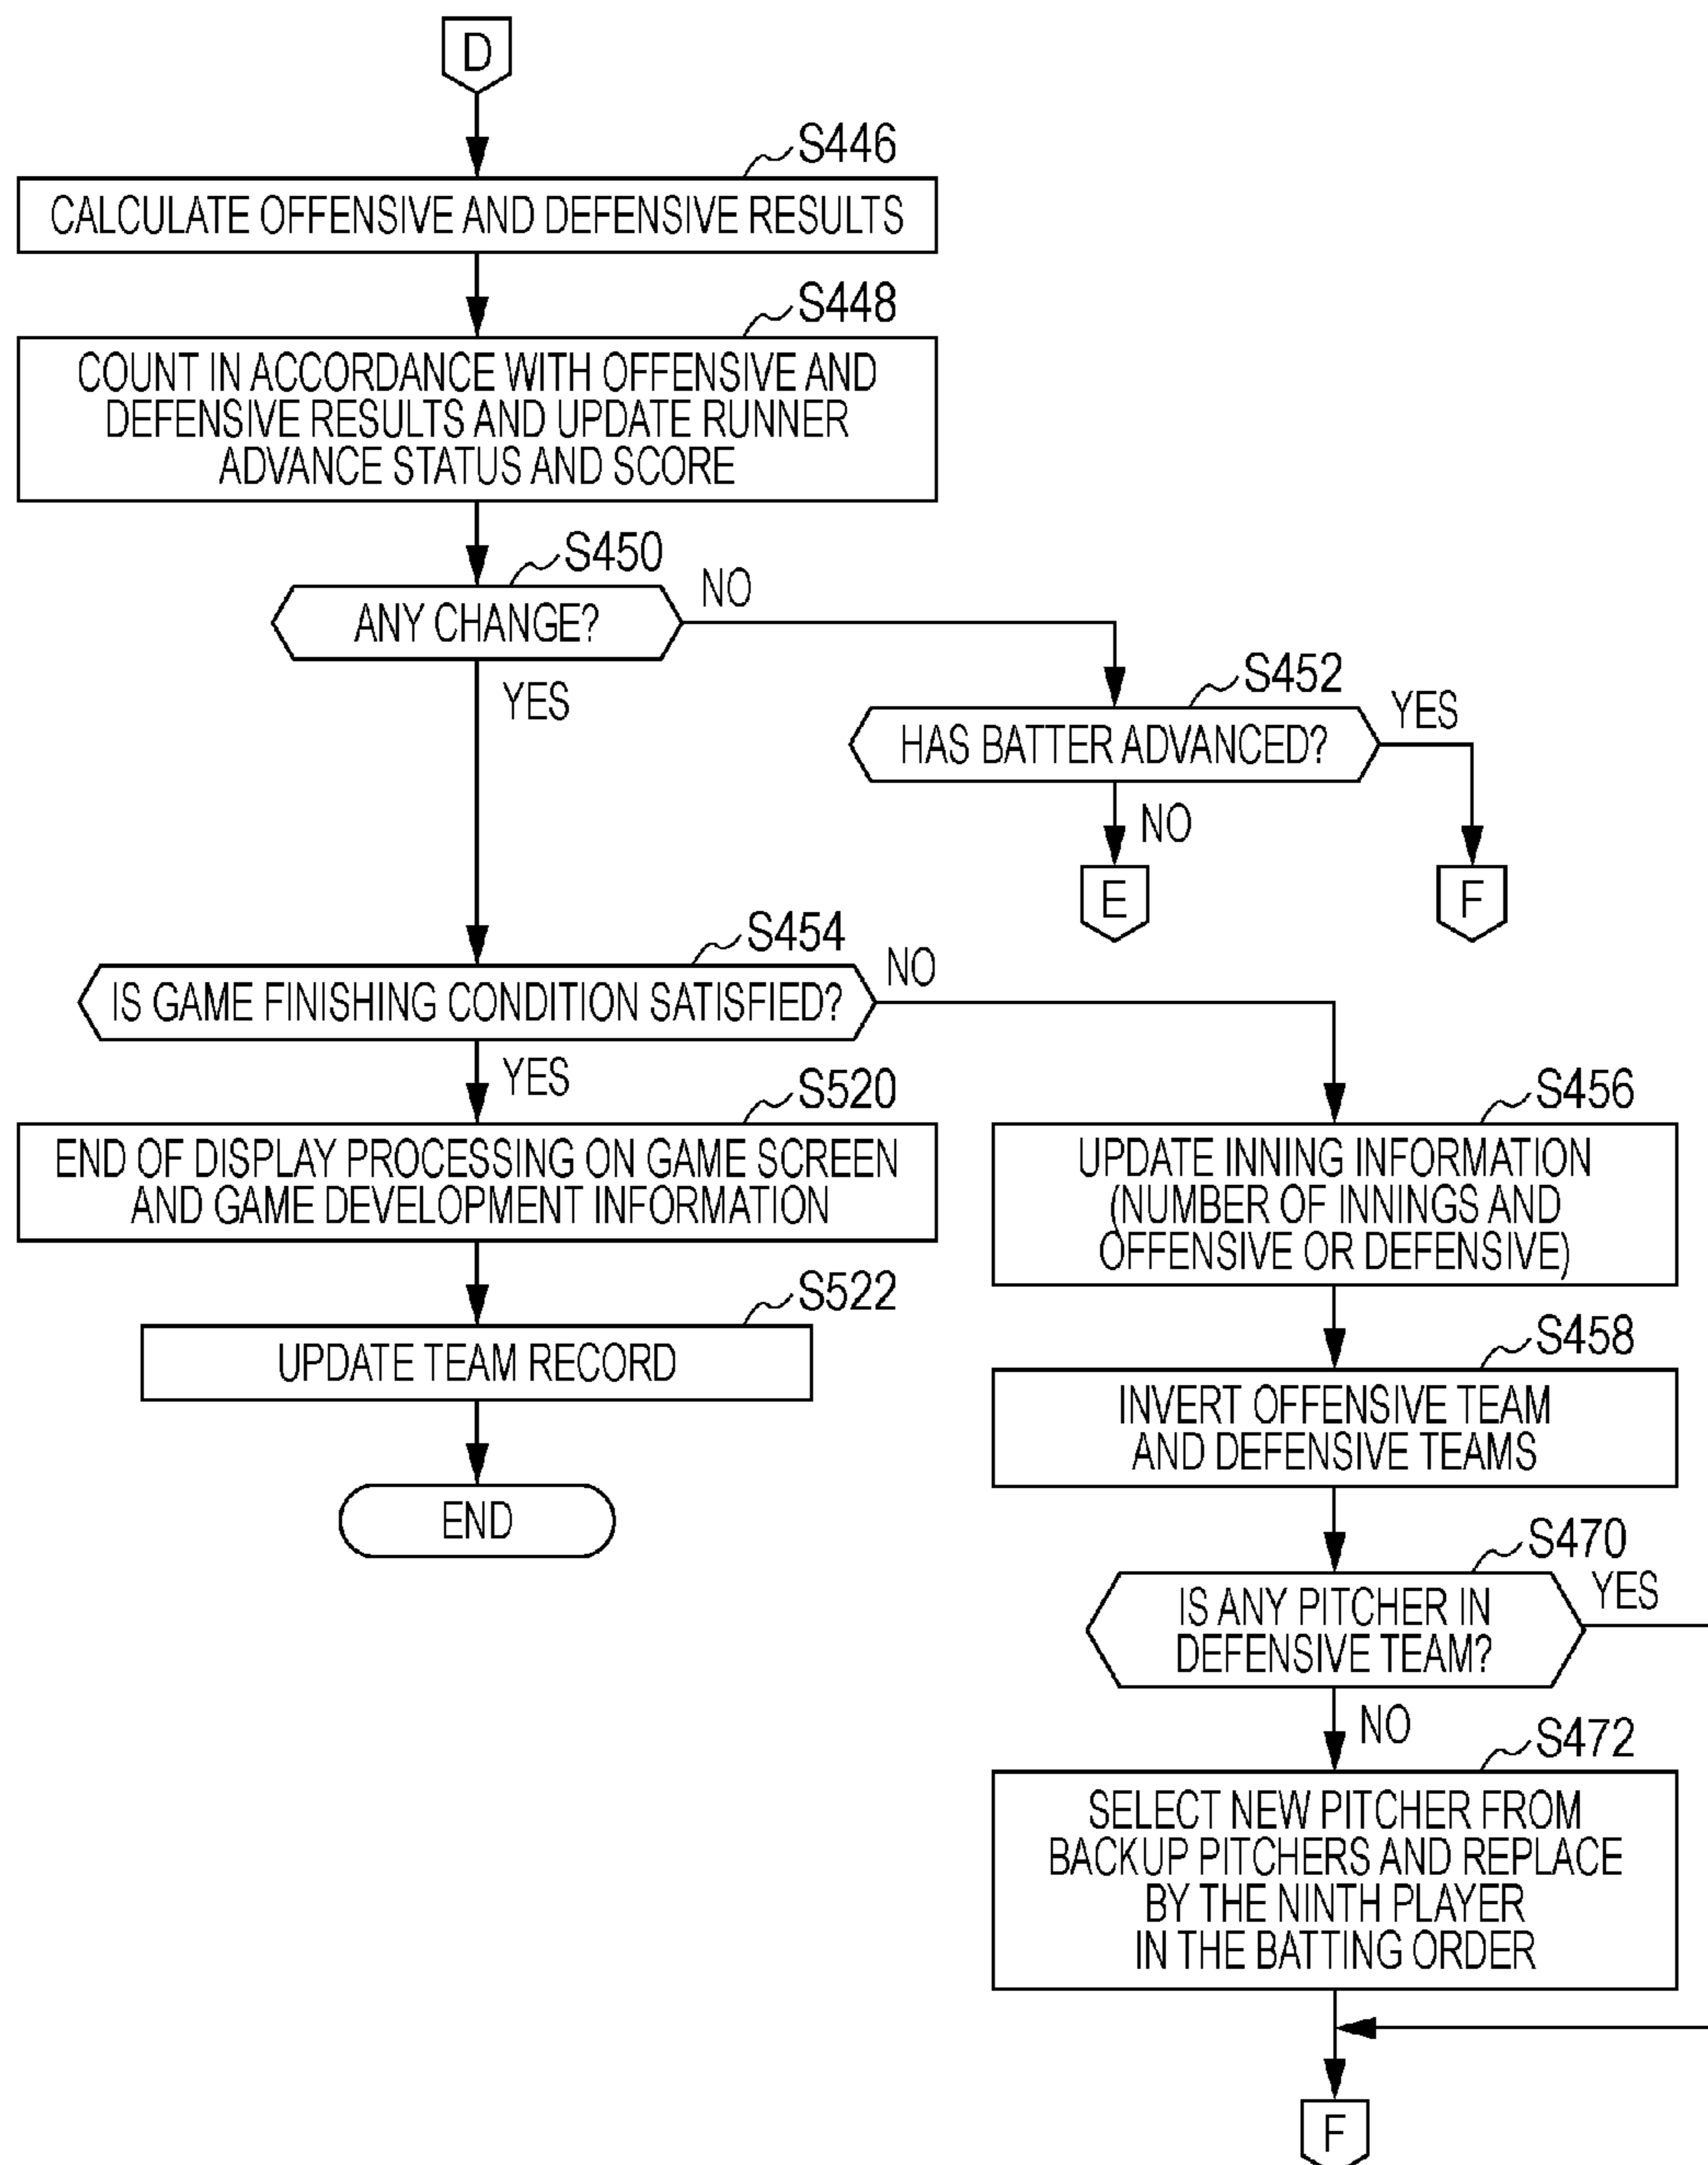 D
S446
CALCULATE OFFENSIVE AND DEFENSIVE RESULTS
S448
COUNT IN ACCORDANCE WITH OFFENSIVE AND
DEFENSIVE RESULTS AND UPDATE RUNNER
ADVANCE STATUS AND SCORE
S450
ANY CHANGE?
NO
YES
S452
HAS BATTER ADVANCED?
YES
NO
E
F
S454
IS GAME FINISHING CONDITION SATISFIED?
NO
YES
S520
END OF DISPLAY PROCESSING ON GAME SCREEN
AND GAME DEVELOPMENT INFORMATION
S522
UPDATE TEAM RECORD
END
S456
UPDATE INNING INFORMATION
(NUMBER OF INNINGS AND
OFFENSIVE OR DEFENSIVE)
S458
INVERT OFFENSIVE TEAM
AND DEFENSIVE TEAMS
S470
IS ANY PITCHER IN
DEFENSIVE TEAM?
YES
NO
S472
SELECT NEW PITCHER FROM
BACKUP PITCHERS AND REPLACE
BY THE NINTH PLAYER
IN THE BATTING ORDER
F